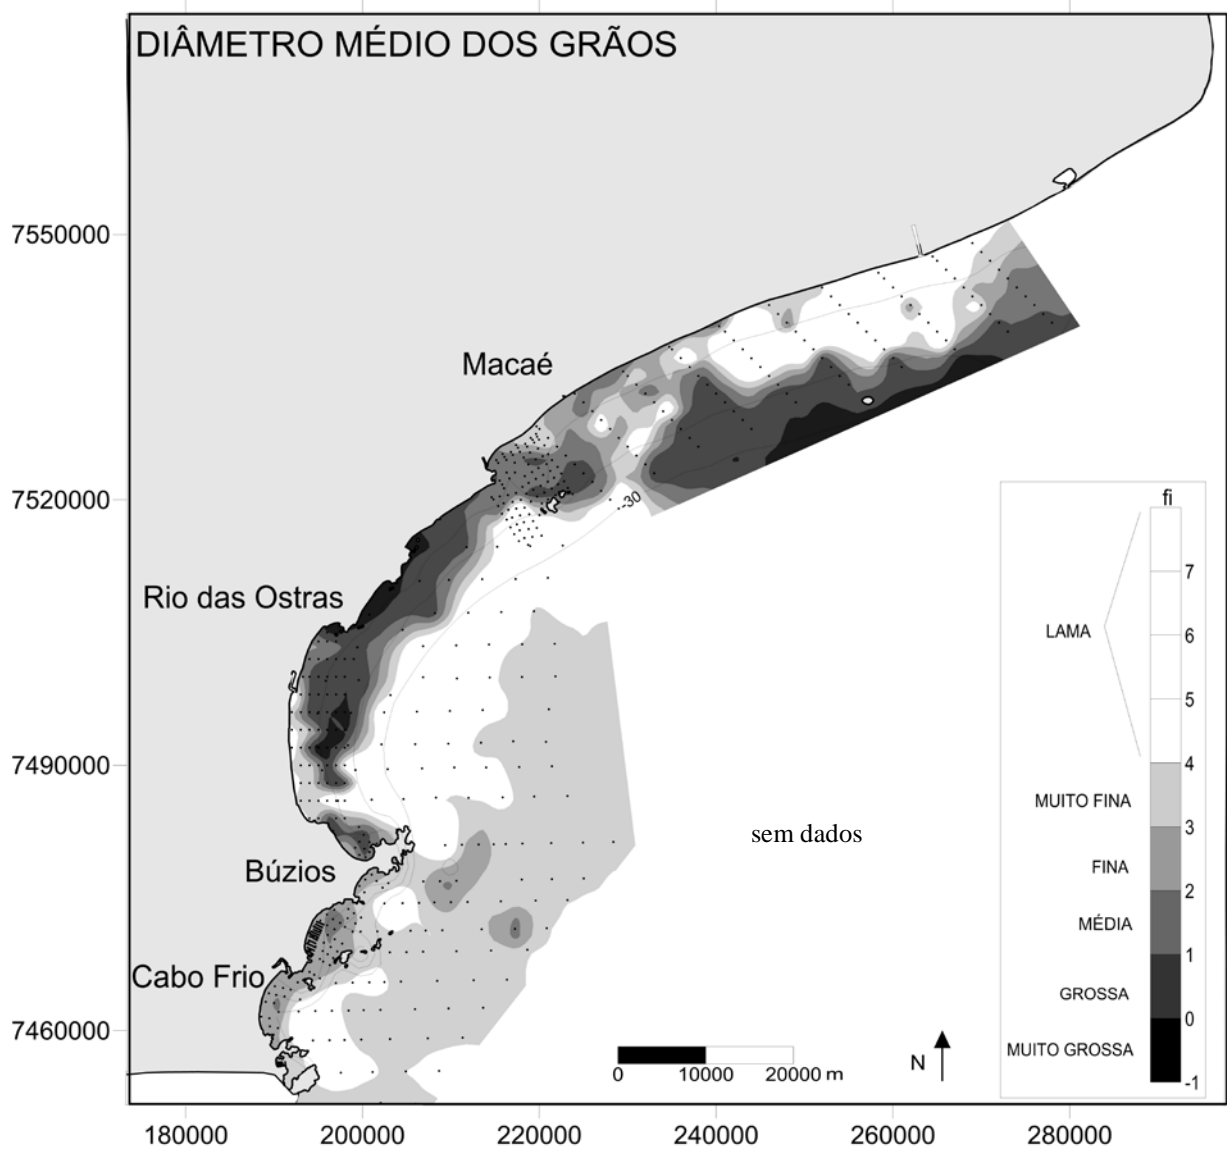 DIÂMETRO MÉDIO DOS GRÃOS
7550000
Macaé
7520000
-30
Rio das Ostras
7490000
Búzios
Cabo Frio
7460000
sem dados
fi
7
6
LAMA
5
4
MUITO FINA
3
FINA
2
MÉDIA
1
GROSSA
0
MUITO GROSSA
-1
0 10000 20000 m
N
180000 200000 220000 240000 260000 280000